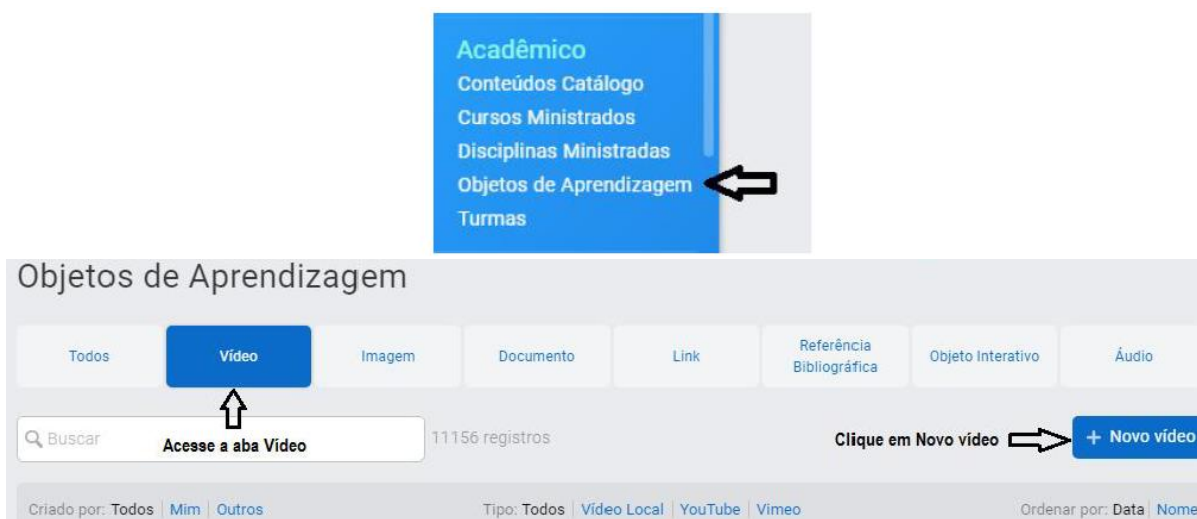 Acadêmico
Conteúdos Catálogo
Cursos Ministrados
Disciplinas Ministradas
Objetos de Aprendizagem
Turmas
Objetos de Aprendizagem
Todos
Vídeo
Imagem
Documento
Link
Referência
Bibliográfica
Objeto Interativo
Áudio
Buscar
Acesse a aba Vídeo
11156 registros
Clique em Novo vídeo
+ Novo vídeo
Criado por: Todos | Mim | Outros
Tipo: Todos | Vídeo Local | YouTube | Vimeo
Ordenar por: Data | Nome